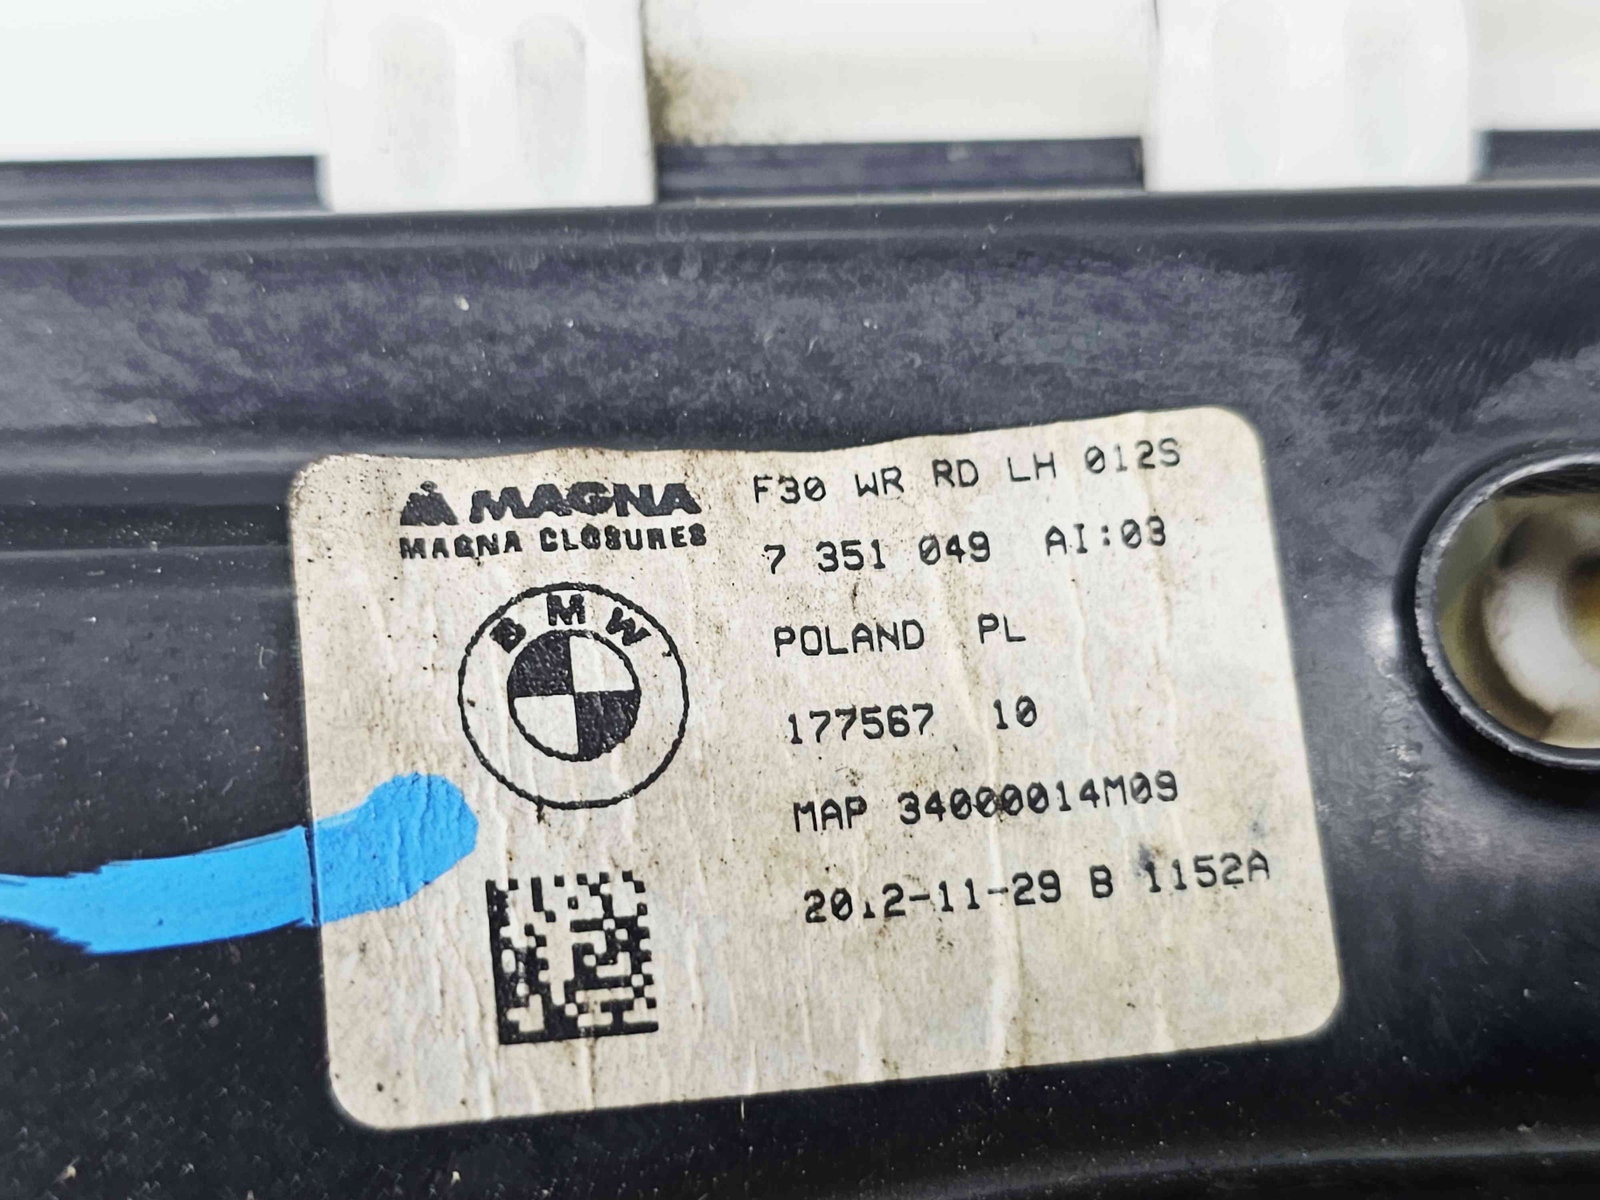 MAGNA
MAGNA CLOSURES
BMW
F30 WR RD LH 012S
7 351 049 AI:03
POLAND PL
177567 10
MAP 34000014M09
2012-11-29 B 1152A